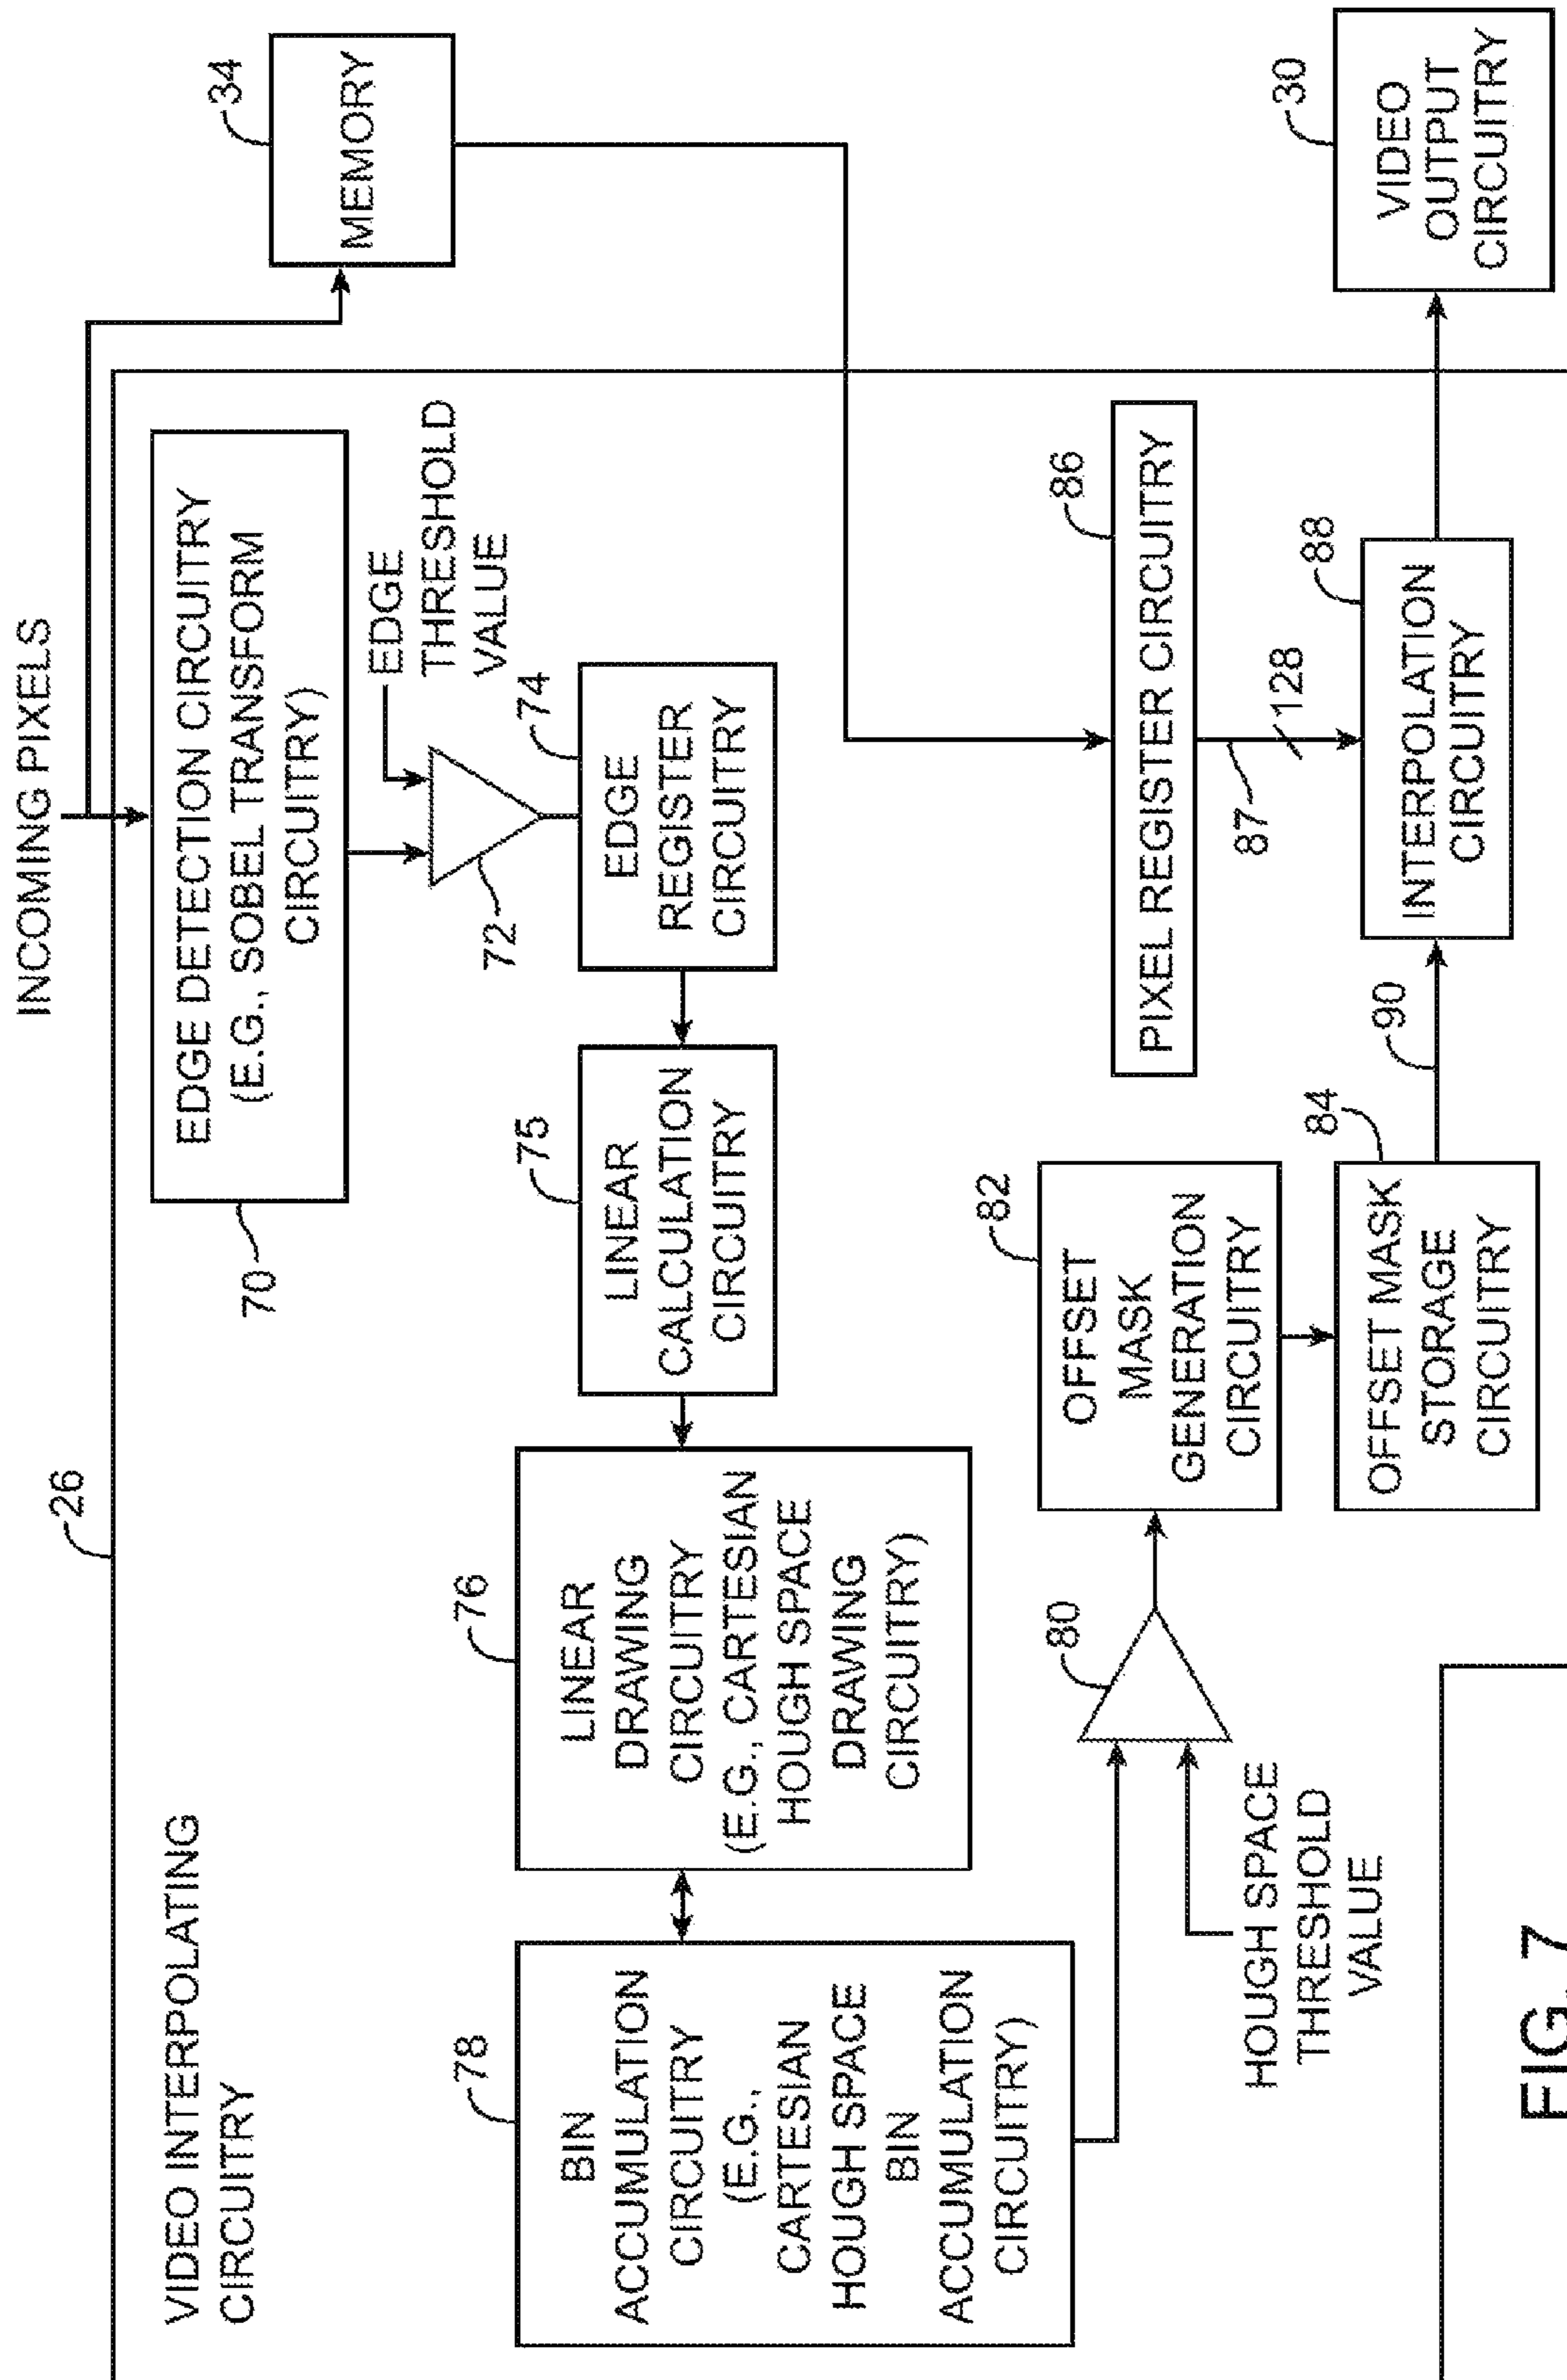 INCOMING PIXELS
34
MEMORY
26
VIDEO INTERPOLATING
CIRCUITRY
EDGE DETECTION CIRCUITRY
(E.G., SOBEL TRANSFORM
CIRCUITRY)
70
EDGE
THRESHOLD
VALUE
72
74
EDGE
REGISTER
CIRCUITRY
75
LINEAR
CALCULATION
CIRCUITRY
76
LINEAR
DRAWING
CIRCUITRY
(E.G., CARTESIAN
HOUGH SPACE
DRAWING
CIRCUITRY)
78
BIN
ACCUMULATION
CIRCUITRY
(E.G.,
CARTESIAN
HOUGH SPACE
BIN
ACCUMULATION
CIRCUITRY)
80
HOUGH SPACE
THRESHOLD
VALUE
82
OFFSET
MASK
GENERATION
CIRCUITRY
84
OFFSET MASK
STORAGE
CIRCUITRY
90
86
PIXEL REGISTER CIRCUITRY
87
128
88
INTERPOLATION
CIRCUITRY
30
VIDEO
OUTPUT
CIRCUITRY
FIG. 7